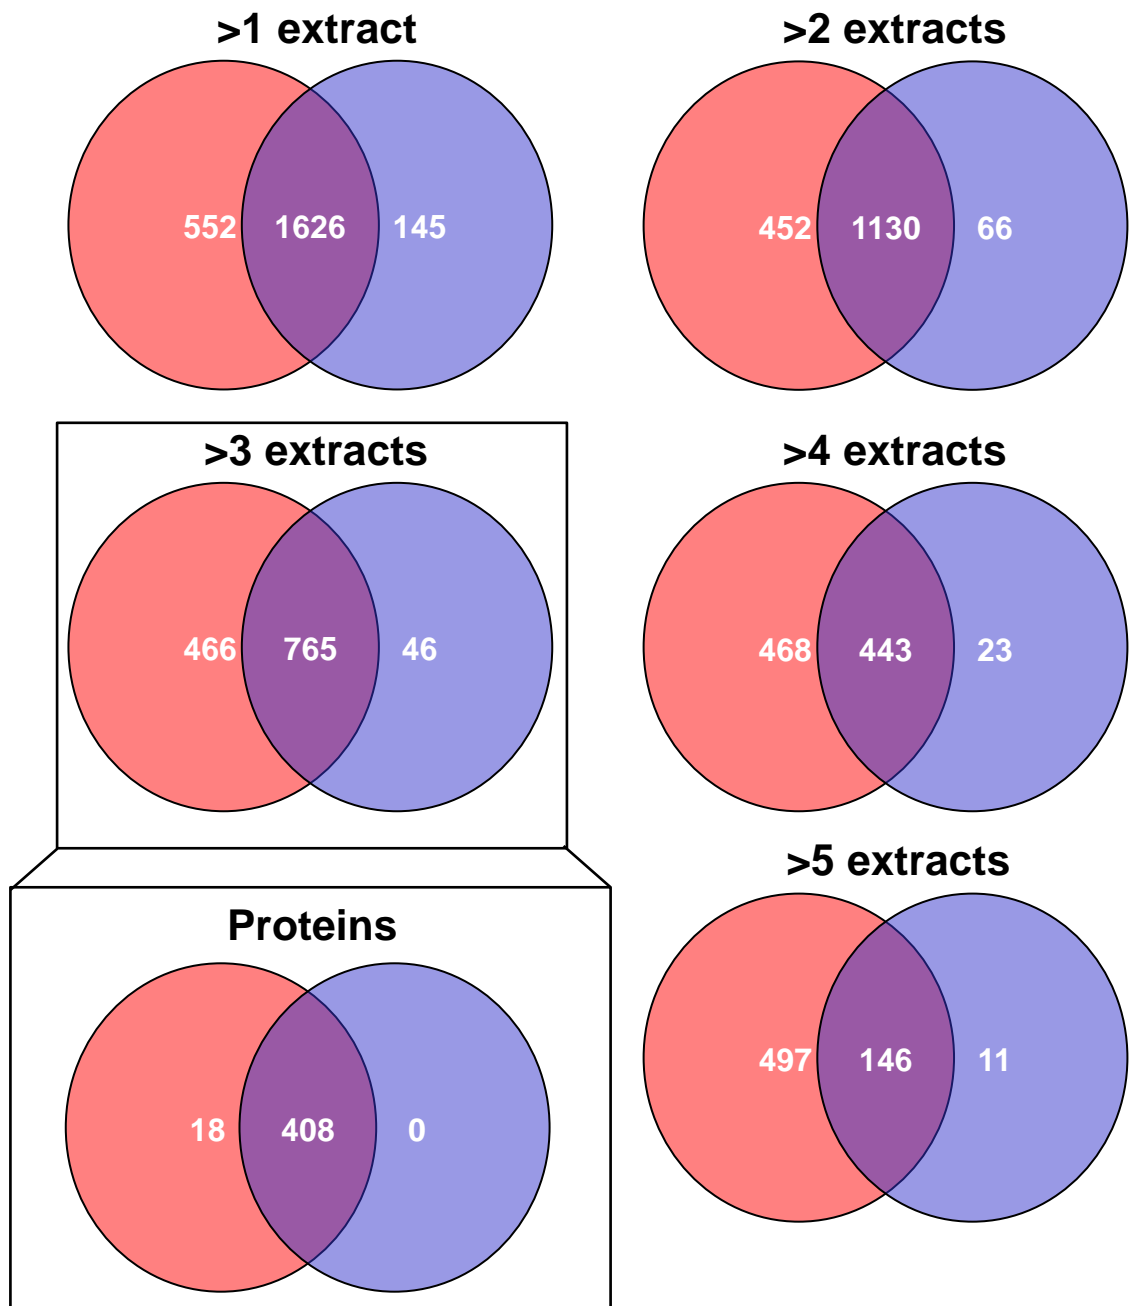 >1 extract
552 1626 145
>2 extracts
452 1130 66
>3 extracts
466 765 46
>4 extracts
468 443 23
Proteins
18 408 0
>5 extracts
497 146 11